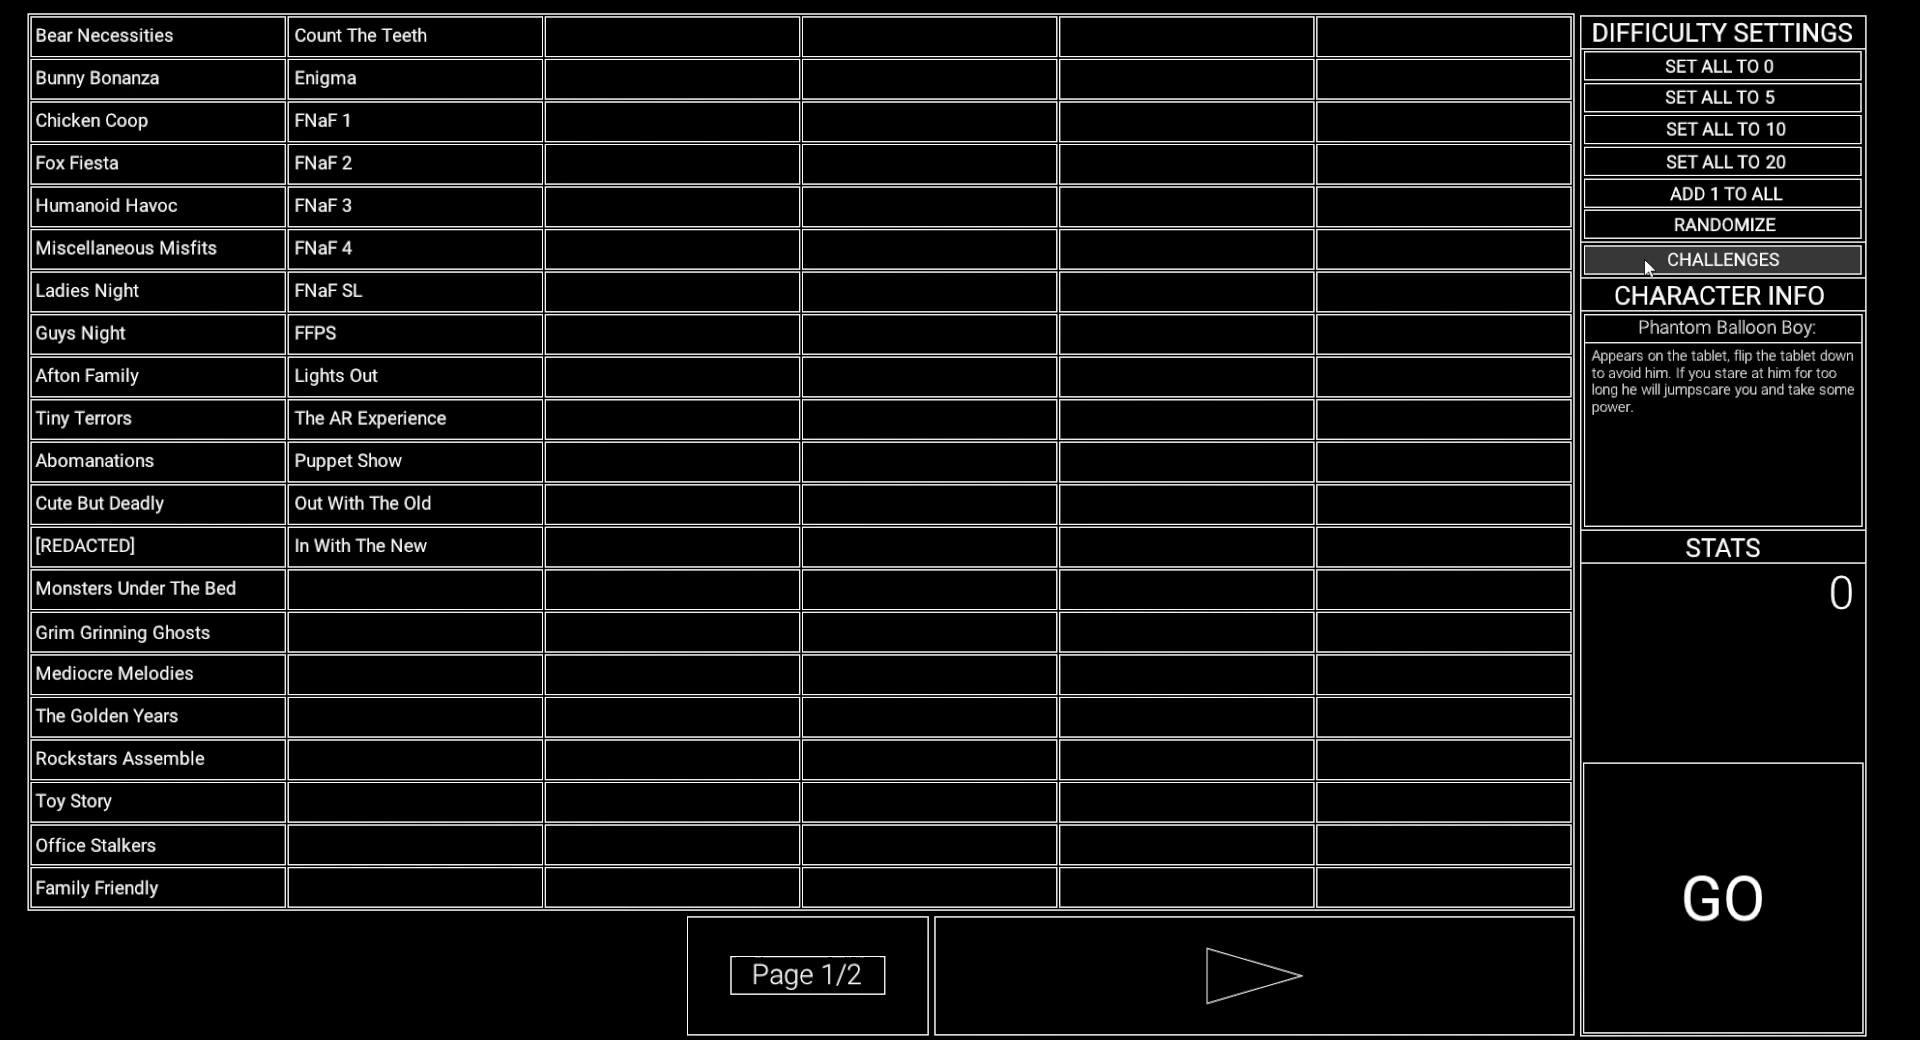 Bear Necessities
Bunny Bonanza
Chicken Coop
Fox Fiesta
Humanoid Havoc
Miscellaneous Misfits
Ladies Night
Guys Night
Afton Family
Tiny Terrors
Abomanations
Cute But Deadly
[REDACTED]
Monsters Under The Bed
Grim Grinning Ghosts
Mediocre Melodies
The Golden Years
Rockstars Assemble
Toy Story
Office Stalkers
Family Friendly
Count The Teeth
Enigma
FNaF 1
FNaF 2
FNaF 3
FNaF 4
FNaF SL
FFPS
Lights Out
The AR Experience
Puppet Show
Out With The Old
In With The New
Page 1/2
DIFFICULTY SETTINGS
SET ALL TO 0
SET ALL TO 5
SET ALL TO 10
SET ALL TO 20
ADD 1 TO ALL
RANDOMIZE
CHALLENGES
CHARACTER INFO
Phantom Balloon Boy:
Appears on the tablet, flip the tablet down
to avoid him. If you stare at him for too
long he will jumpscare you and take some
power.
STATS
0
GO